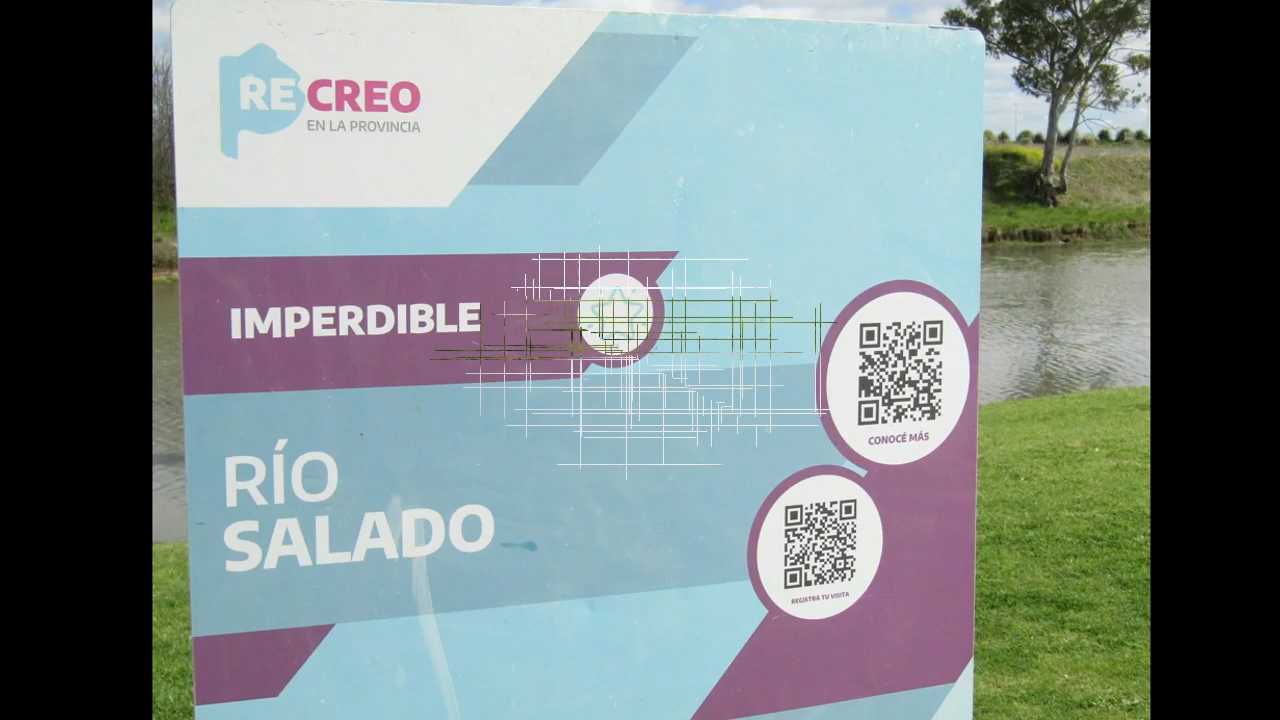 RECREO
EN LA PROVINCIA
IMPERDIBLE
RÍO
SALADO
CONOCÉ MÁS
REGISTRÁ TU VISITA